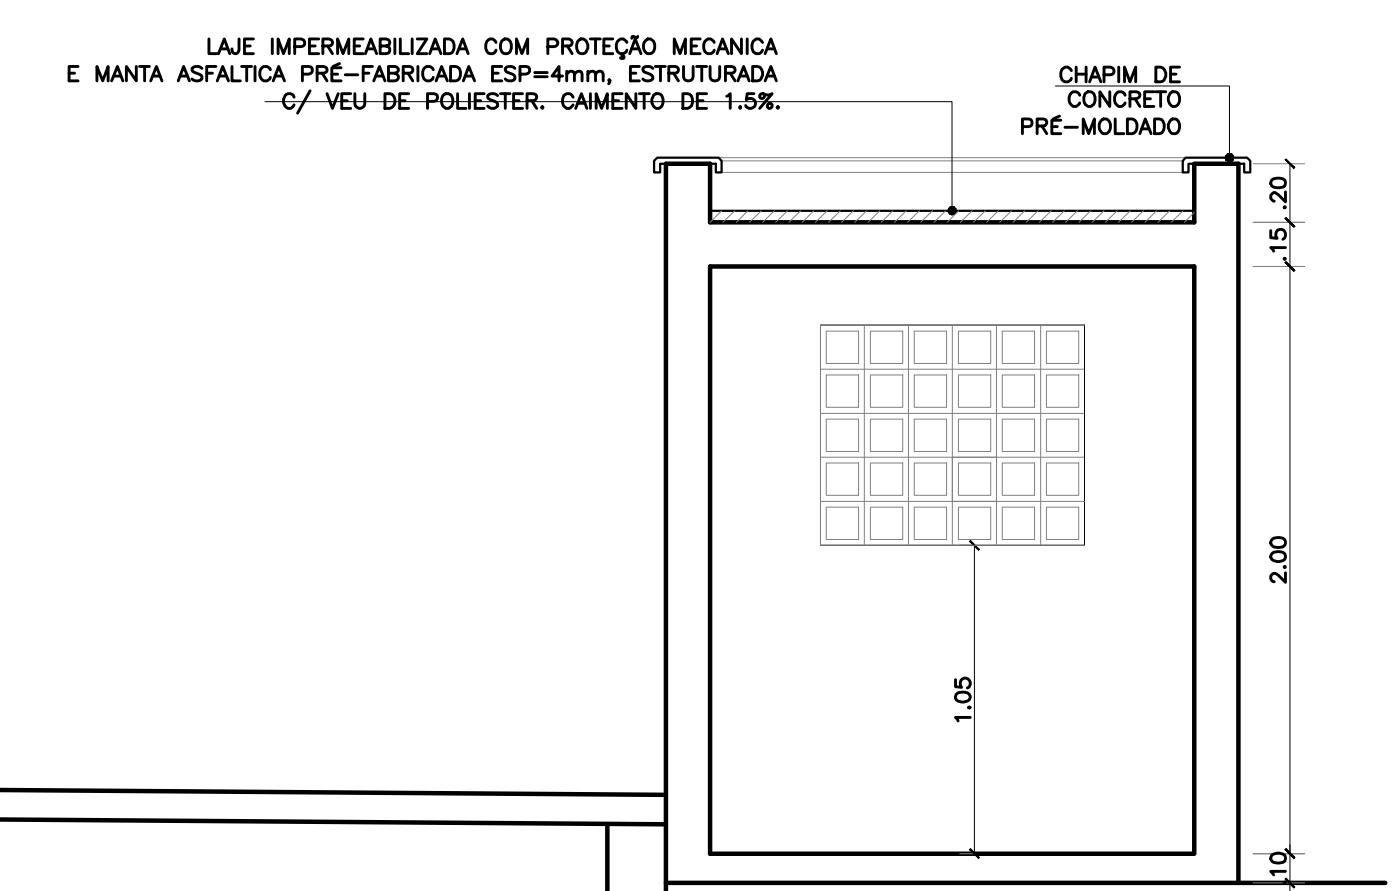 LAJE IMPERMEABILIZADA COM PROTEÇÃO MECANICA
E MANTA ASFALTICA PRÉ-FABRICADA ESP=4mm, ESTRUTURADA
C/ VEU DE POLIESTER. CAIMENTO DE 1.5%.
CHAPIM DE
CONCRETO
PRÉ-MOLDADO
.20
.15
2.00
1.05
.10